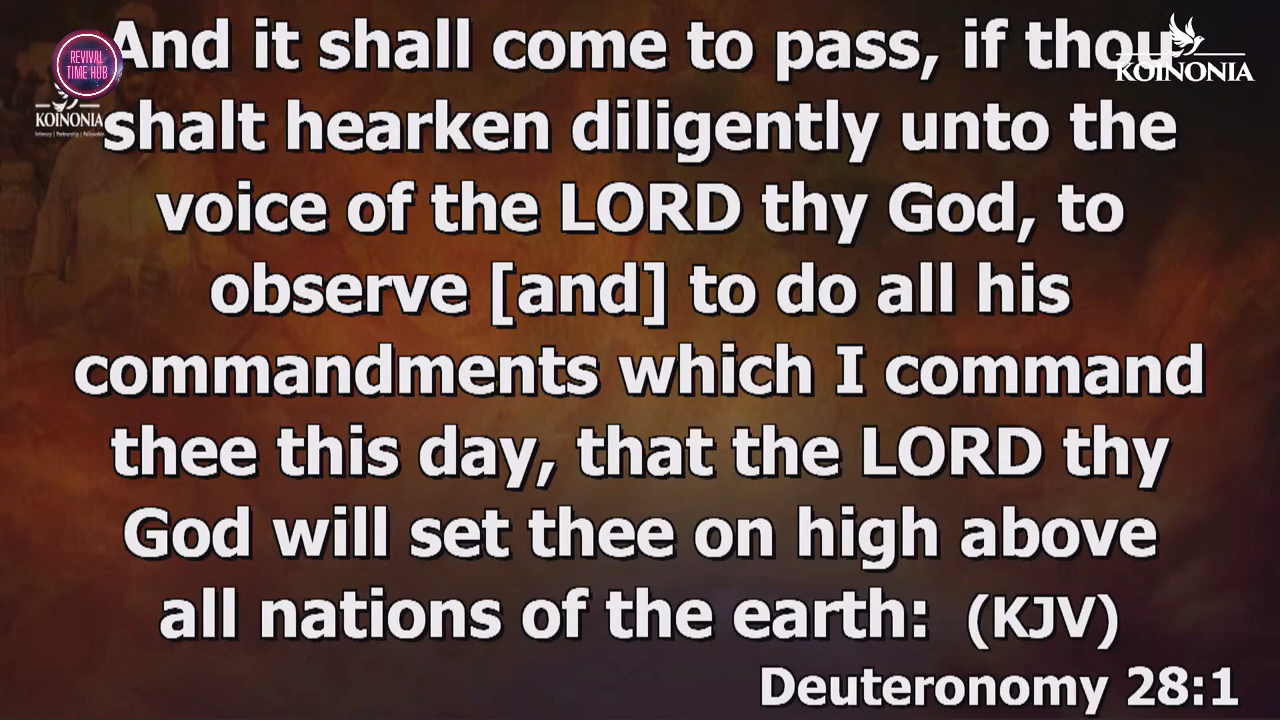 And it shall come to pass, if thou
shalt hearken diligently unto the
voice of the LORD thy God, to
observe [and] to do all his
commandments which I command
thee this day, that the LORD thy
God will set thee on high above
all nations of the earth: (KJV)
Deuteronomy 28:1
REVIVAL
TIME HUB
KOINONIA
Intimacy | Partnership | Fellowship
KOINONIA